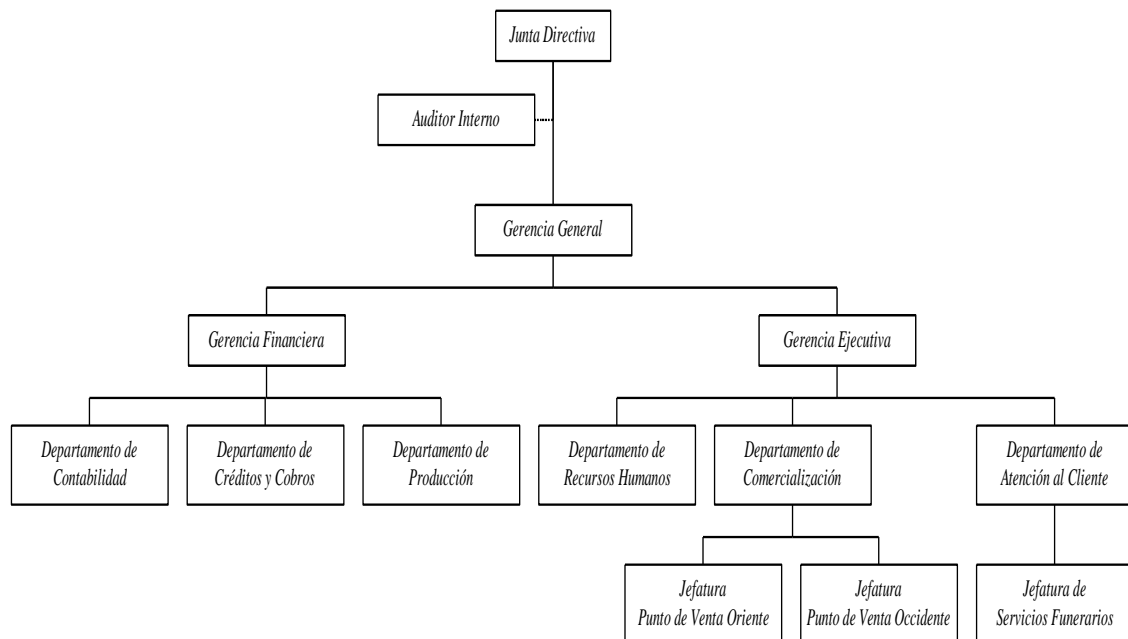 Junta Directiva
Auditor Interno
Gerencia General
Gerencia Financiera
Gerencia Ejecutiva
Departamento de
Contabilidad
Departamento de
Créditos y Cobros
Departamento de
Producción
Departamento de
Recursos Humanos
Departamento de
Comercialización
Departamento de
Atención al Cliente
Jefatura
Punto de Venta Oriente
Jefatura
Punto de Venta Occidente
Jefatura de
Servicios Funerarios